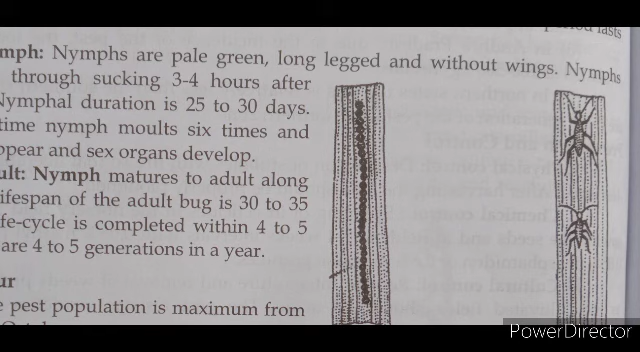 lasts
mph: Nymphs are pale green, long legged and without wings. Nymphs
through sucking 3-4 hours after
Nymphal duration is 25 to 30 days.
time nymph moults six times and
ppear and sex organs develop.
ult: Nymph matures to adult along
ifespan of the adult bug is 30 to 35
fe-cycle is completed within 4 to 5
are 4 to 5 generations in a year.
ur
e pest population is maximum from
PowerDirector